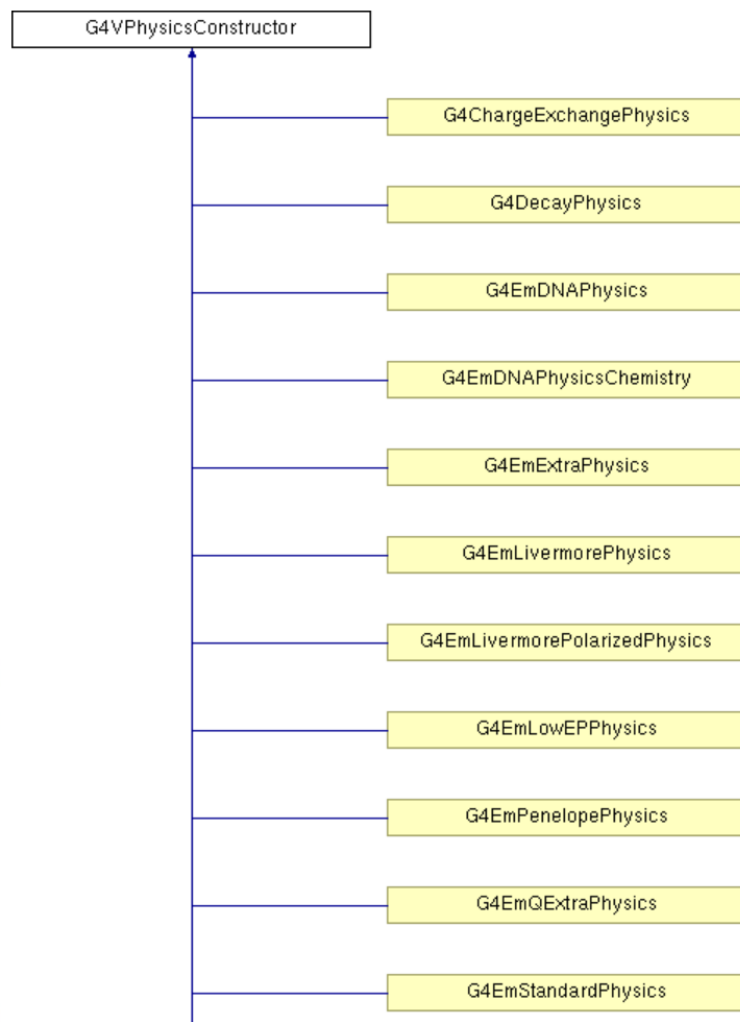 G4VPhysicsConstructor
G4ChargeExchangePhysics
G4DecayPhysics
G4EmDNAPhysics
G4EmDNAPhysicsChemistry
G4EmExtraPhysics
G4EmLivermorePhysics
G4EmLivermorePolarizedPhysics
G4EmLowEPPhysics
G4EmPenelopePhysics
G4EmQExtraPhysics
G4EmStandardPhysics